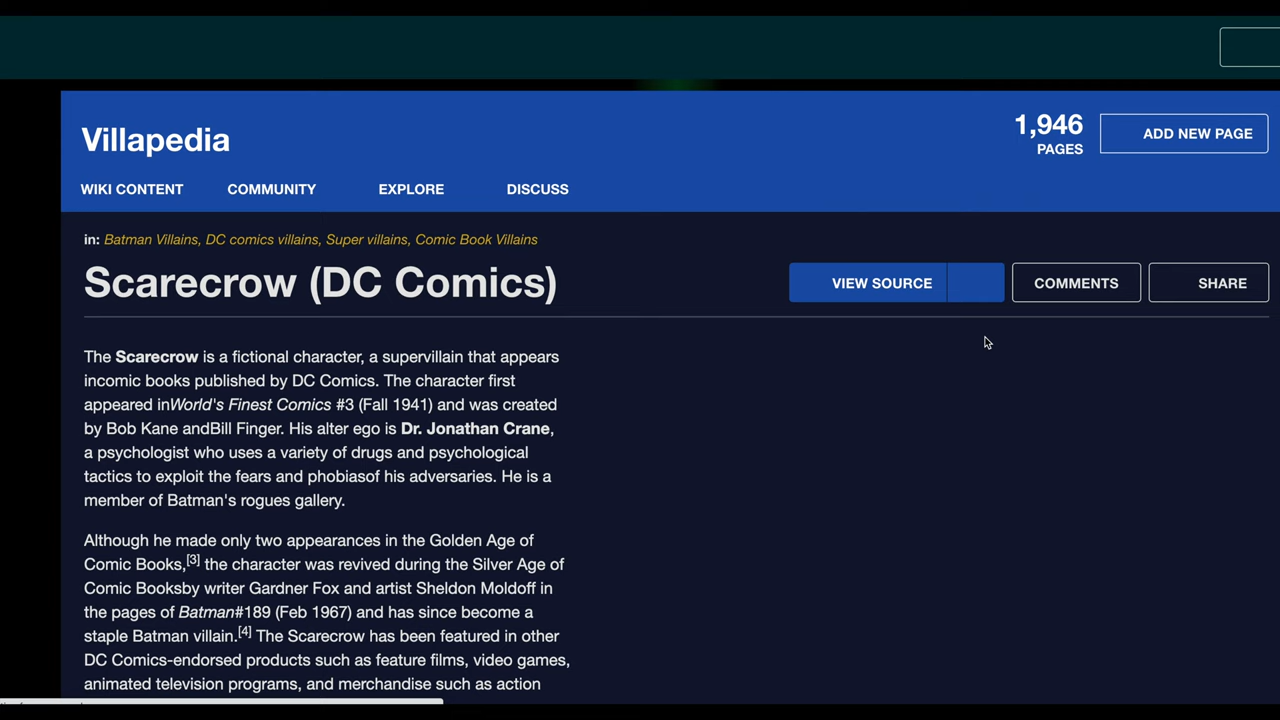 Villapedia
1,946
PAGES
ADD NEW PAGE
WIKI CONTENT
COMMUNITY
EXPLORE
DISCUSS
in: Batman Villains, DC comics villains, Super villains, Comic Book Villains
Scarecrow (DC Comics)
VIEW SOURCE
COMMENTS
SHARE
The Scarecrow is a fictional character, a supervillain that appears
incomic books published by DC Comics. The character first
appeared inWorld's Finest Comics #3 (Fall 1941) and was created
by Bob Kane andBill Finger. His alter ego is Dr. Jonathan Crane,
a psychologist who uses a variety of drugs and psychological
tactics to exploit the fears and phobiasof his adversaries. He is a
member of Batman's rogues gallery.
Although he made only two appearances in the Golden Age of
Comic Books,[3] the character was revived during the Silver Age of
Comic Booksby writer Gardner Fox and artist Sheldon Moldoff in
the pages of Batman#189 (Feb 1967) and has since become a
staple Batman villain.[4] The Scarecrow has been featured in other
DC Comics-endorsed products such as feature films, video games,
animated television programs, and merchandise such as action